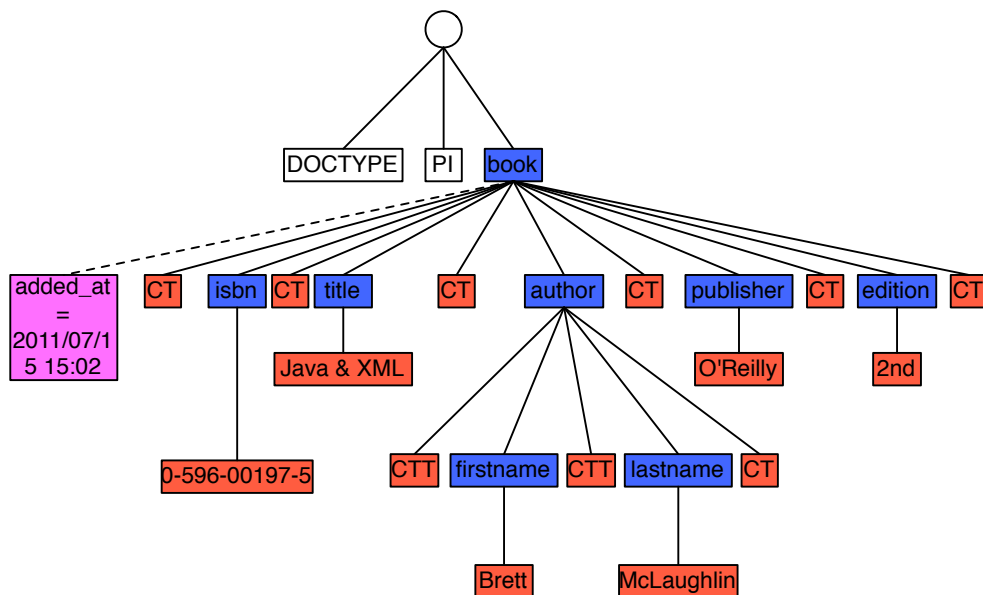 DOCTYPE
PI
book
added_at
=
2011/07/1
5 15:02
CT
isbn
CT
title
CT
author
CT
publisher
CT
edition
CT
Java & XML
O'Reilly
2nd
CTT
firstname
CTT
lastname
CT
0-596-00197-5
Brett
McLaughlin